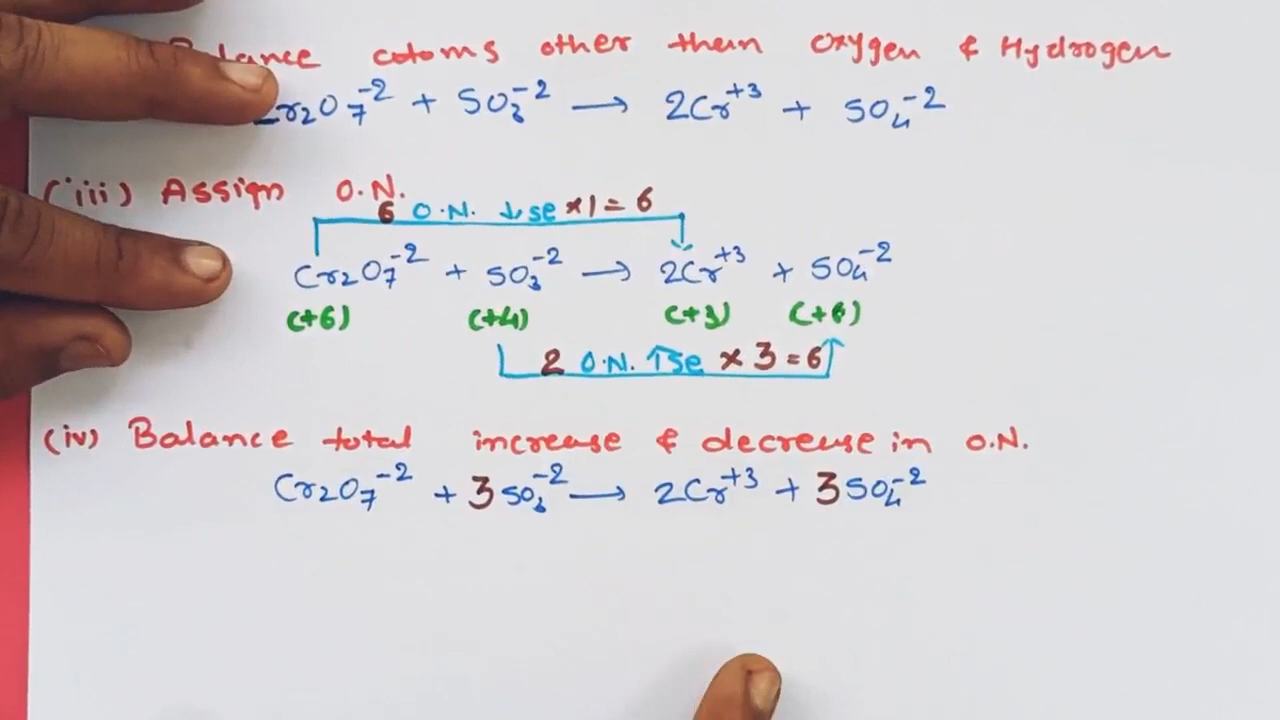 Balance atoms other than Oxygen & Hydrogen
Cr₂O₇⁻² + SO₃⁻² → 2Cr⁺³ + SO₄⁻²
(iii) Assign O.N.
6 O.N. ↓se ×1 = 6
Cr₂O₇⁻² + SO₃⁻² → 2Cr⁺³ + SO₄⁻²
(+6) (+4) (+3) (+6)
2 O.N. ↑se × 3 = 6
(iv) Balance total increase & decrease in O.N.
Cr₂O₇⁻² + 3SO₃⁻² → 2Cr⁺³ + 3SO₄⁻²